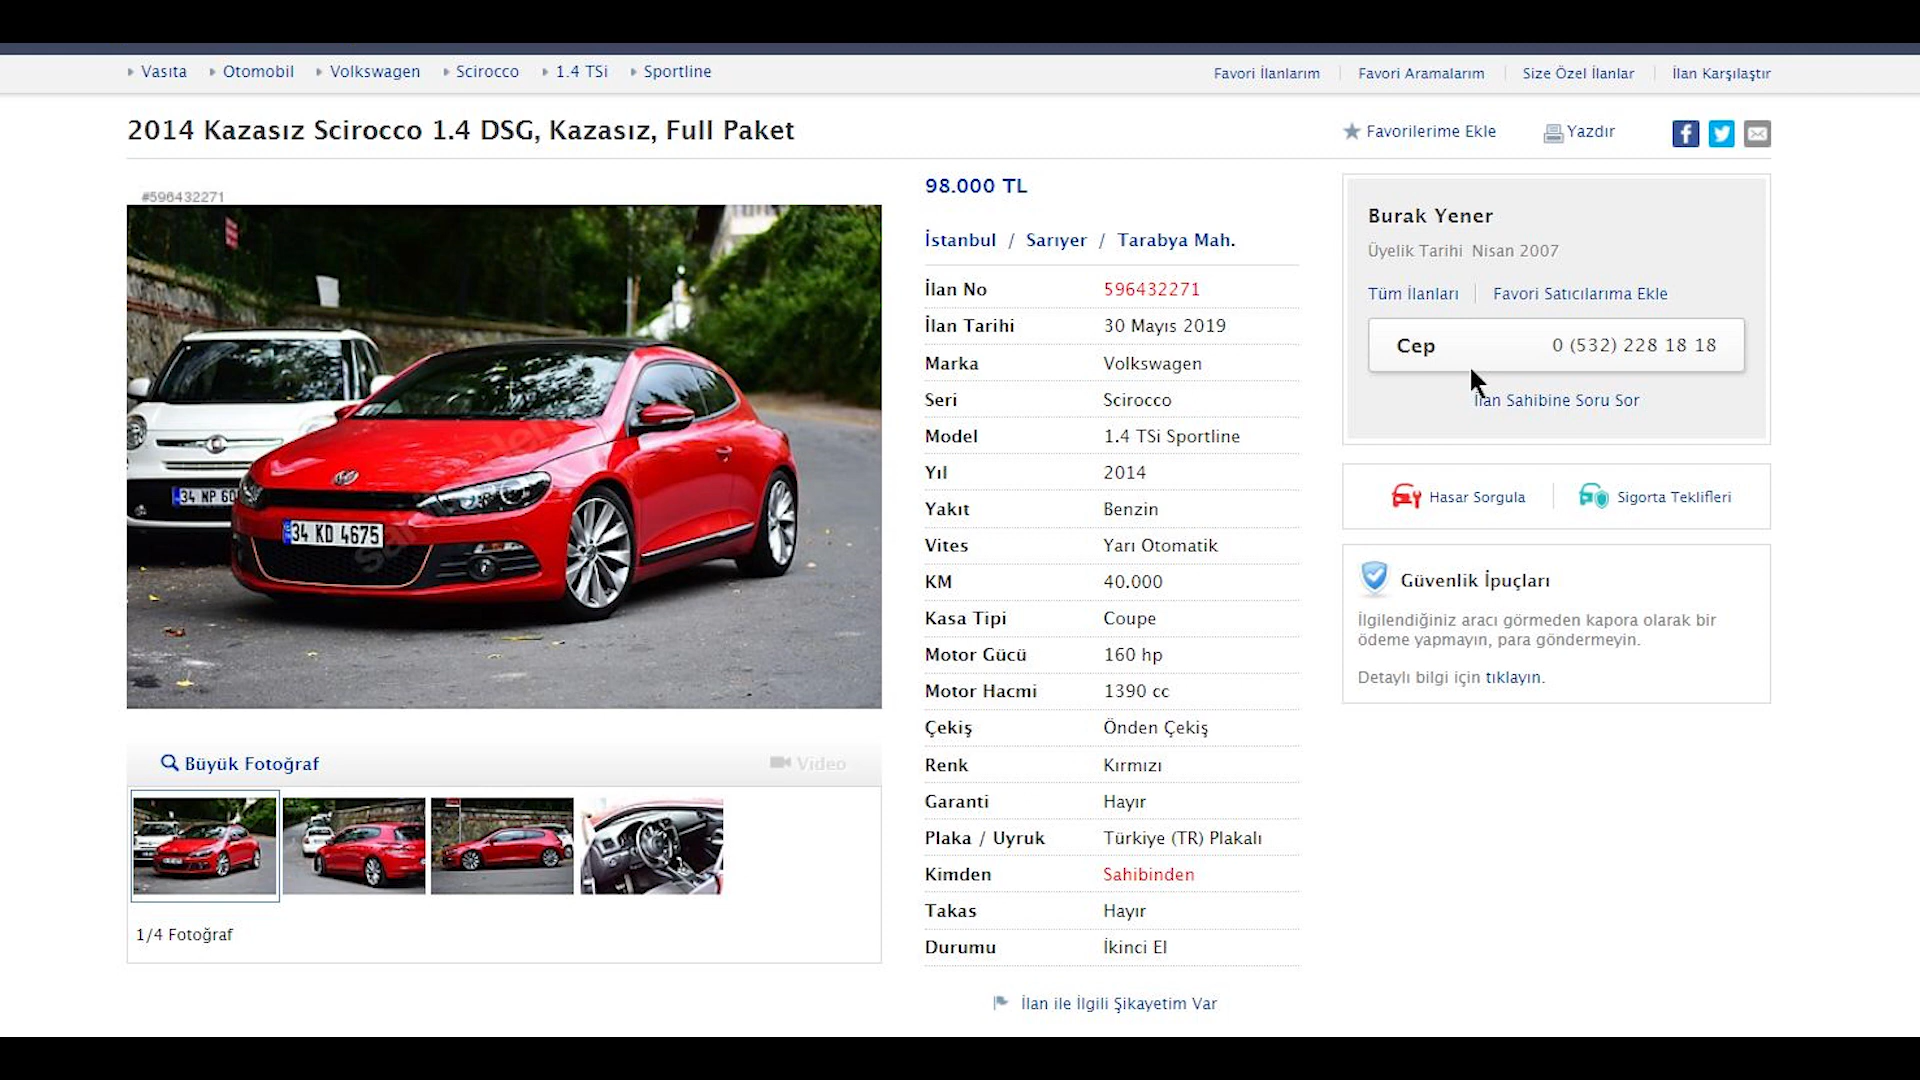 Vasıta Otomobil Volkswagen Scirocco 1.4 TSi Sportline
Favori İlanlarım Favori Aramalarım Size Özel İlanlar İlan Karşılaştır
2014 Kazasız Scirocco 1.4 DSG, Kazasız, Full Paket
Favorilerime Ekle Yazdır
#596432271
34 KD 4675
Büyük Fotoğraf Video
1/4 Fotoğraf
98.000 TL
İstanbul / Sarıyer / Tarabya Mah.
İlan No 596432271
İlan Tarihi 30 Mayıs 2019
Marka Volkswagen
Seri Scirocco
Model 1.4 TSi Sportline
Yıl 2014
Yakıt Benzin
Vites Yarı Otomatik
KM 40.000
Kasa Tipi Coupe
Motor Gücü 160 hp
Motor Hacmi 1390 cc
Çekiş Önden Çekiş
Renk Kırmızı
Garanti Hayır
Plaka / Uyruk Türkiye (TR) Plakalı
Kimden Sahibinden
Takas Hayır
Durumu İkinci El
İlan ile İlgili Şikayetim Var
Burak Yener
Üyelik Tarihi Nisan 2007
Tüm İlanları Favori Satıcılarıma Ekle
Cep 0 (532) 228 18 18
İlan Sahibine Soru Sor
Hasar Sorgula Sigorta Teklifleri
Güvenlik İpuçları
İlgilendiğiniz aracı görmeden kapora olarak bir
ödeme yapmayın, para göndermeyin.
Detaylı bilgi için tıklayın.